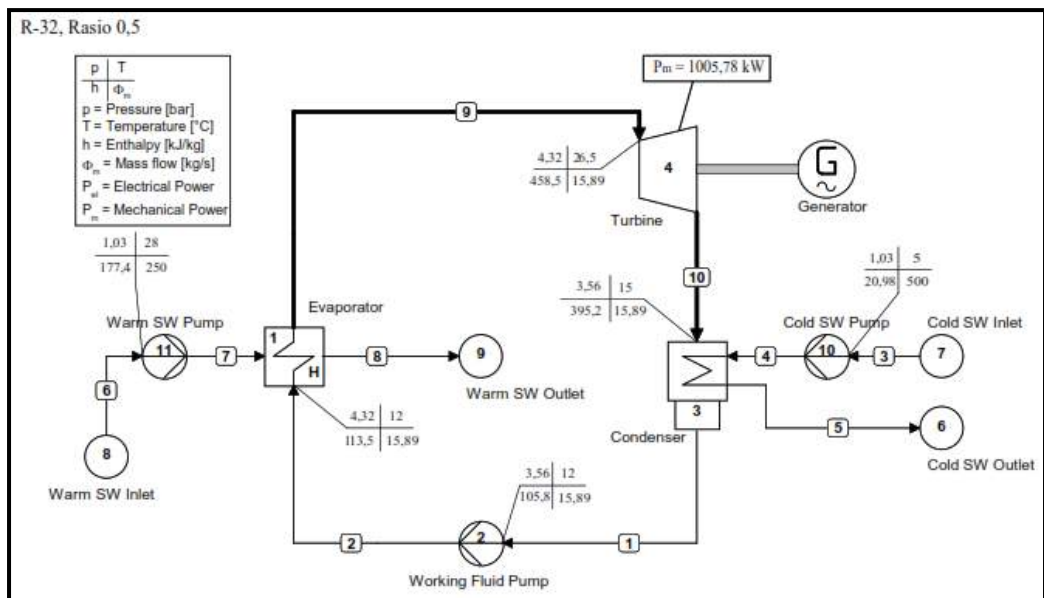 R-32, Rasio 0,5
p T
h Φm
p = Pressure [bar]
T = Temperature [°C]
h = Enthalpy [kJ/kg]
Φm = Mass flow [kg/s]
Pel = Electrical Power
Pm = Mechanical Power
Pm = 1005,78 kW
9
4,32 26,5
458,5 15,89
4
G
Turbine
Generator
1,03 28
177,4 250
10
3,56 15
395,2 15,89
1,03 5
20,98 500
Evaporator
Warm SW Pump
Cold SW Pump
Cold SW Inlet
11
7
1
H
8
9
4
10
3
7
Warm SW Outlet
6
4,32 12
113,5 15,89
3
Condenser
5
6
8
Cold SW Outlet
Warm SW Inlet
3,56 12
105,8 15,89
2
2
1
Working Fluid Pump